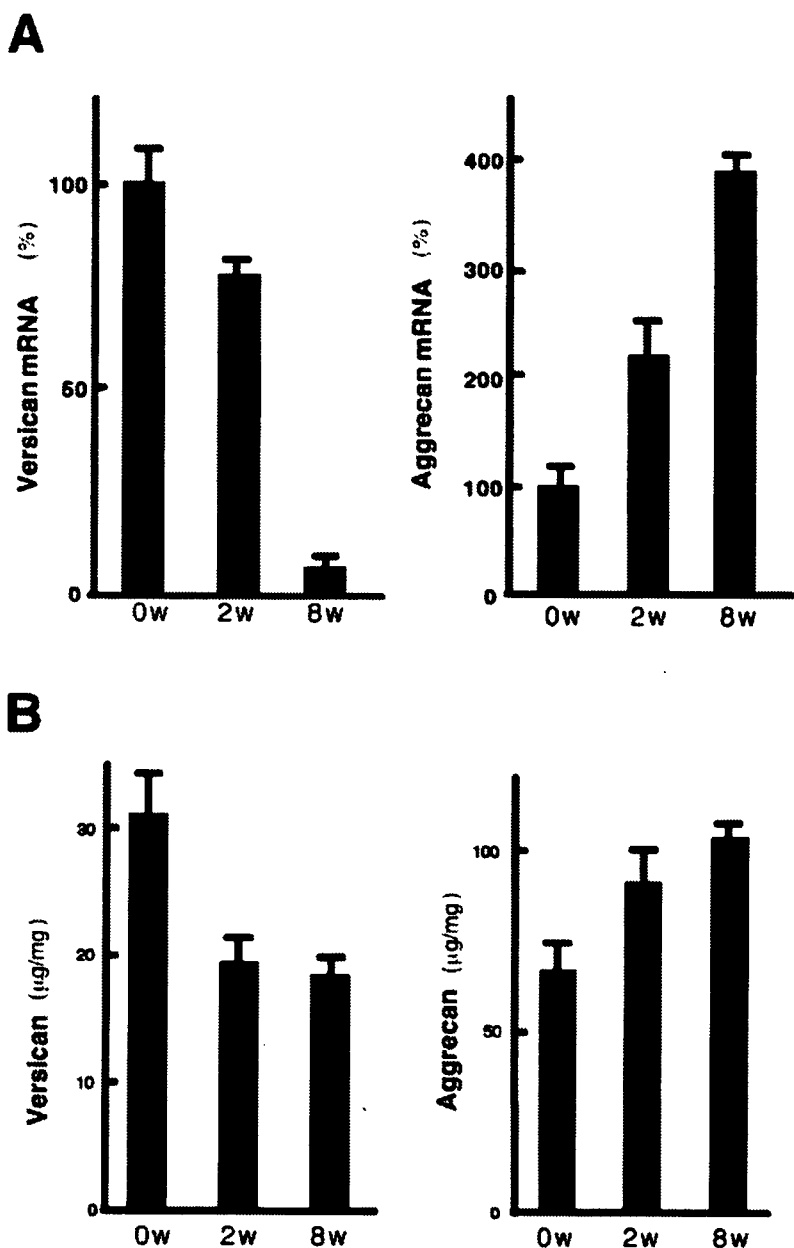 A
Versican mRNA (%)
100
50
0
0w 2w 8w
Aggrecan mRNA (%)
400
300
200
100
0
0w 2w 8w
B
Versican (μg/mg)
30
20
10
0
0w 2w 8w
Aggrecan (μg/mg)
100
50
0
0w 2w 8w